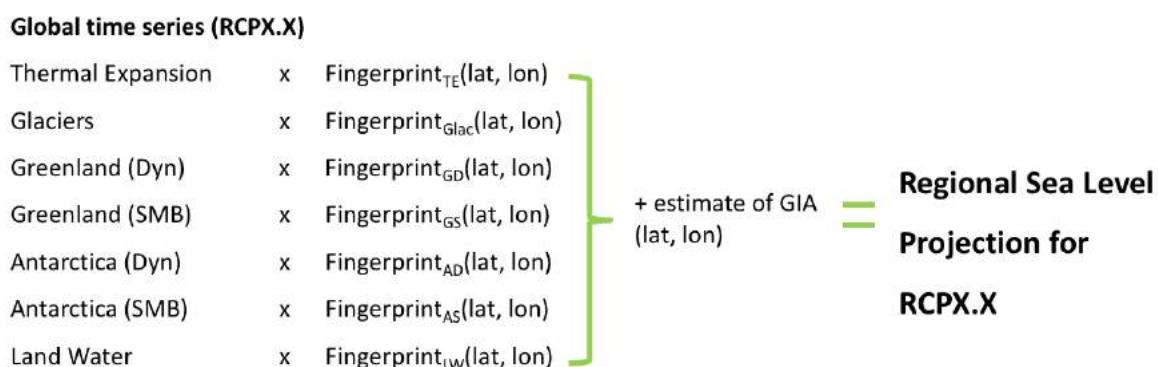 Global time series (RCPX.X)
Thermal Expansion x Fingerprint_TE(lat, lon)
Glaciers x Fingerprint_Glac(lat, lon)
Greenland (Dyn) x Fingerprint_GD(lat, lon)
Greenland (SMB) x Fingerprint_GS(lat, lon)
Antarctica (Dyn) x Fingerprint_AD(lat, lon)
Antarctica (SMB) x Fingerprint_AS(lat, lon)
Land Water x Fingerprint_LW(lat, lon)
+ estimate of GIA
(lat, lon)
=
Regional Sea Level
Projection for
RCPX.X